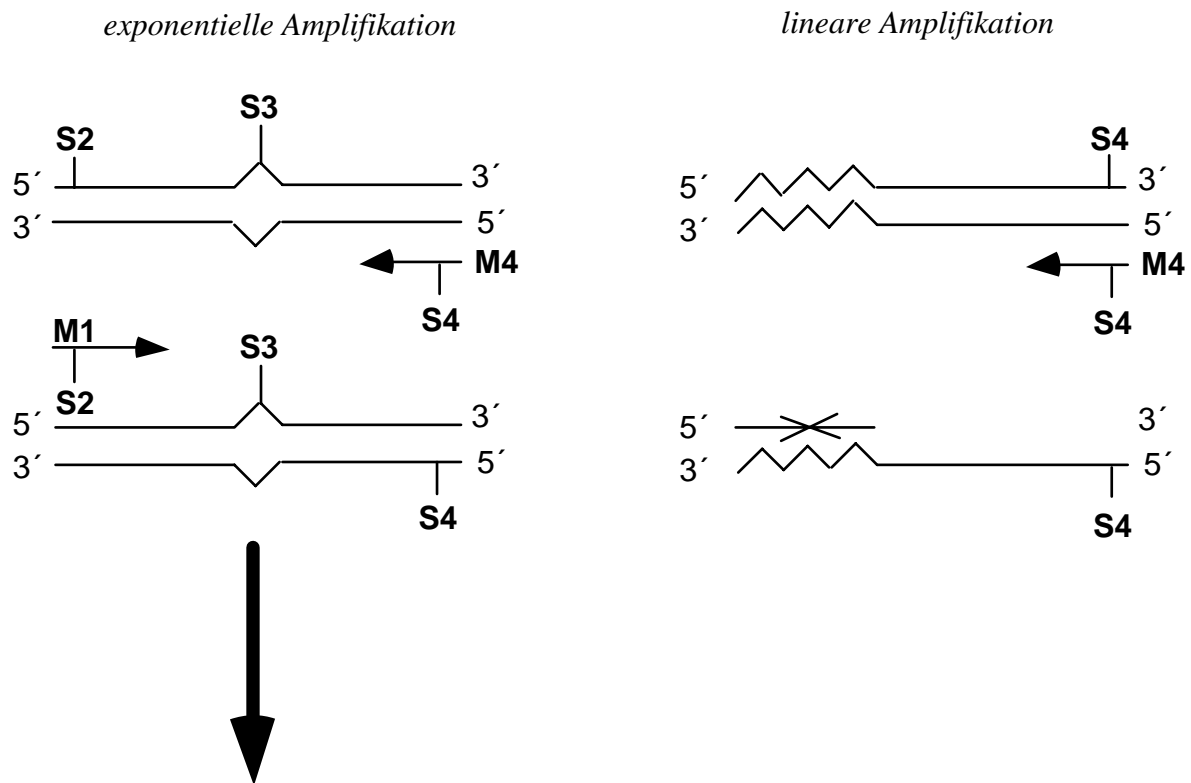 exponentielle Amplifikation
S2
S3
5´
3´
3´
5´
M4
S4
M1
S2
S3
5´
3´
3´
5´
S4
lineare Amplifikation
S4
5´
3´
3´
5´
M4
S4
5´
3´
3´
5´
S4